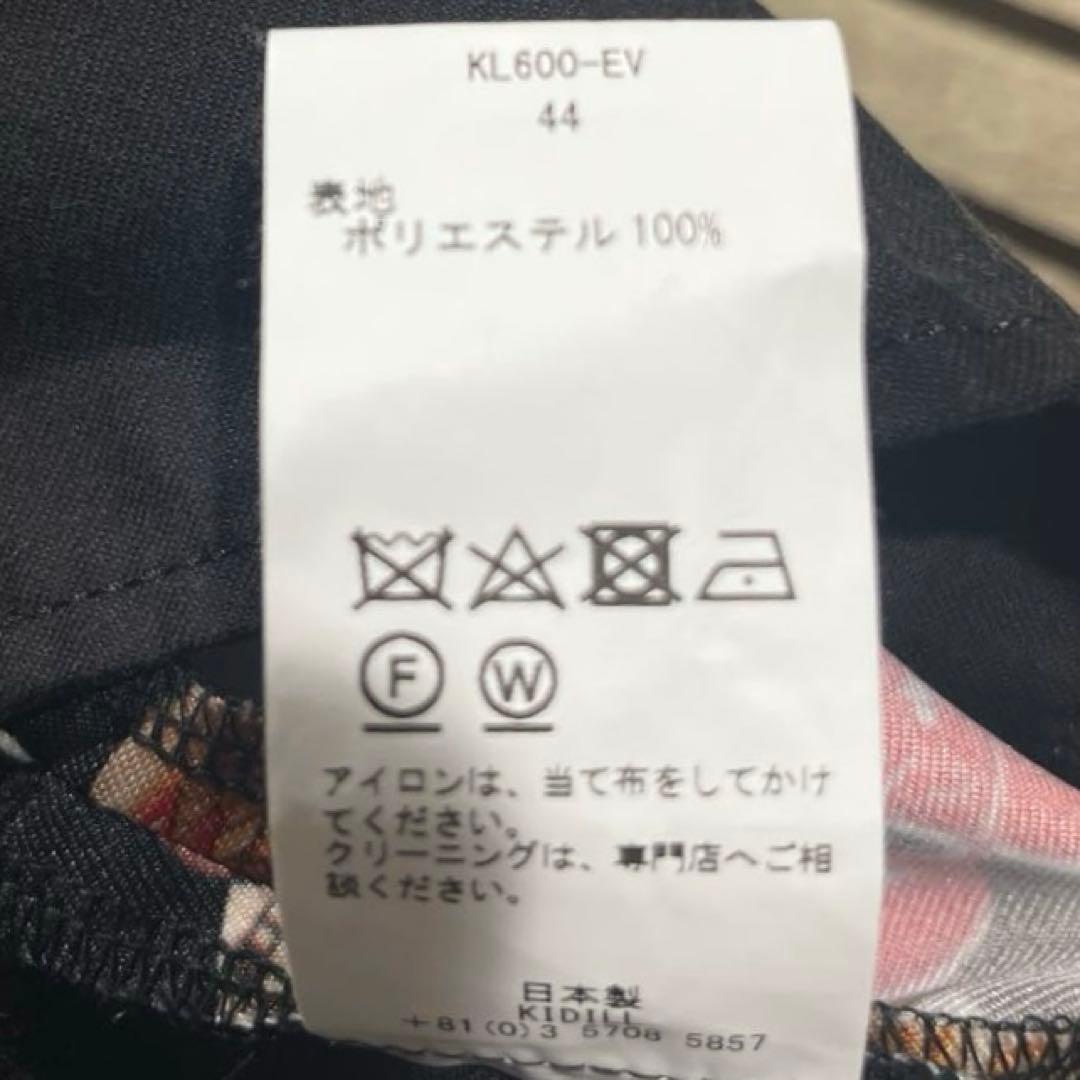 KL600-EV
44
表地
ポリエステル 100%
F W
アイロンは、当て布をしてかけ
てください。
クリーニングは、専門店へご相
談ください。
日本製
KIDILL
+81(0)3 5708 5857